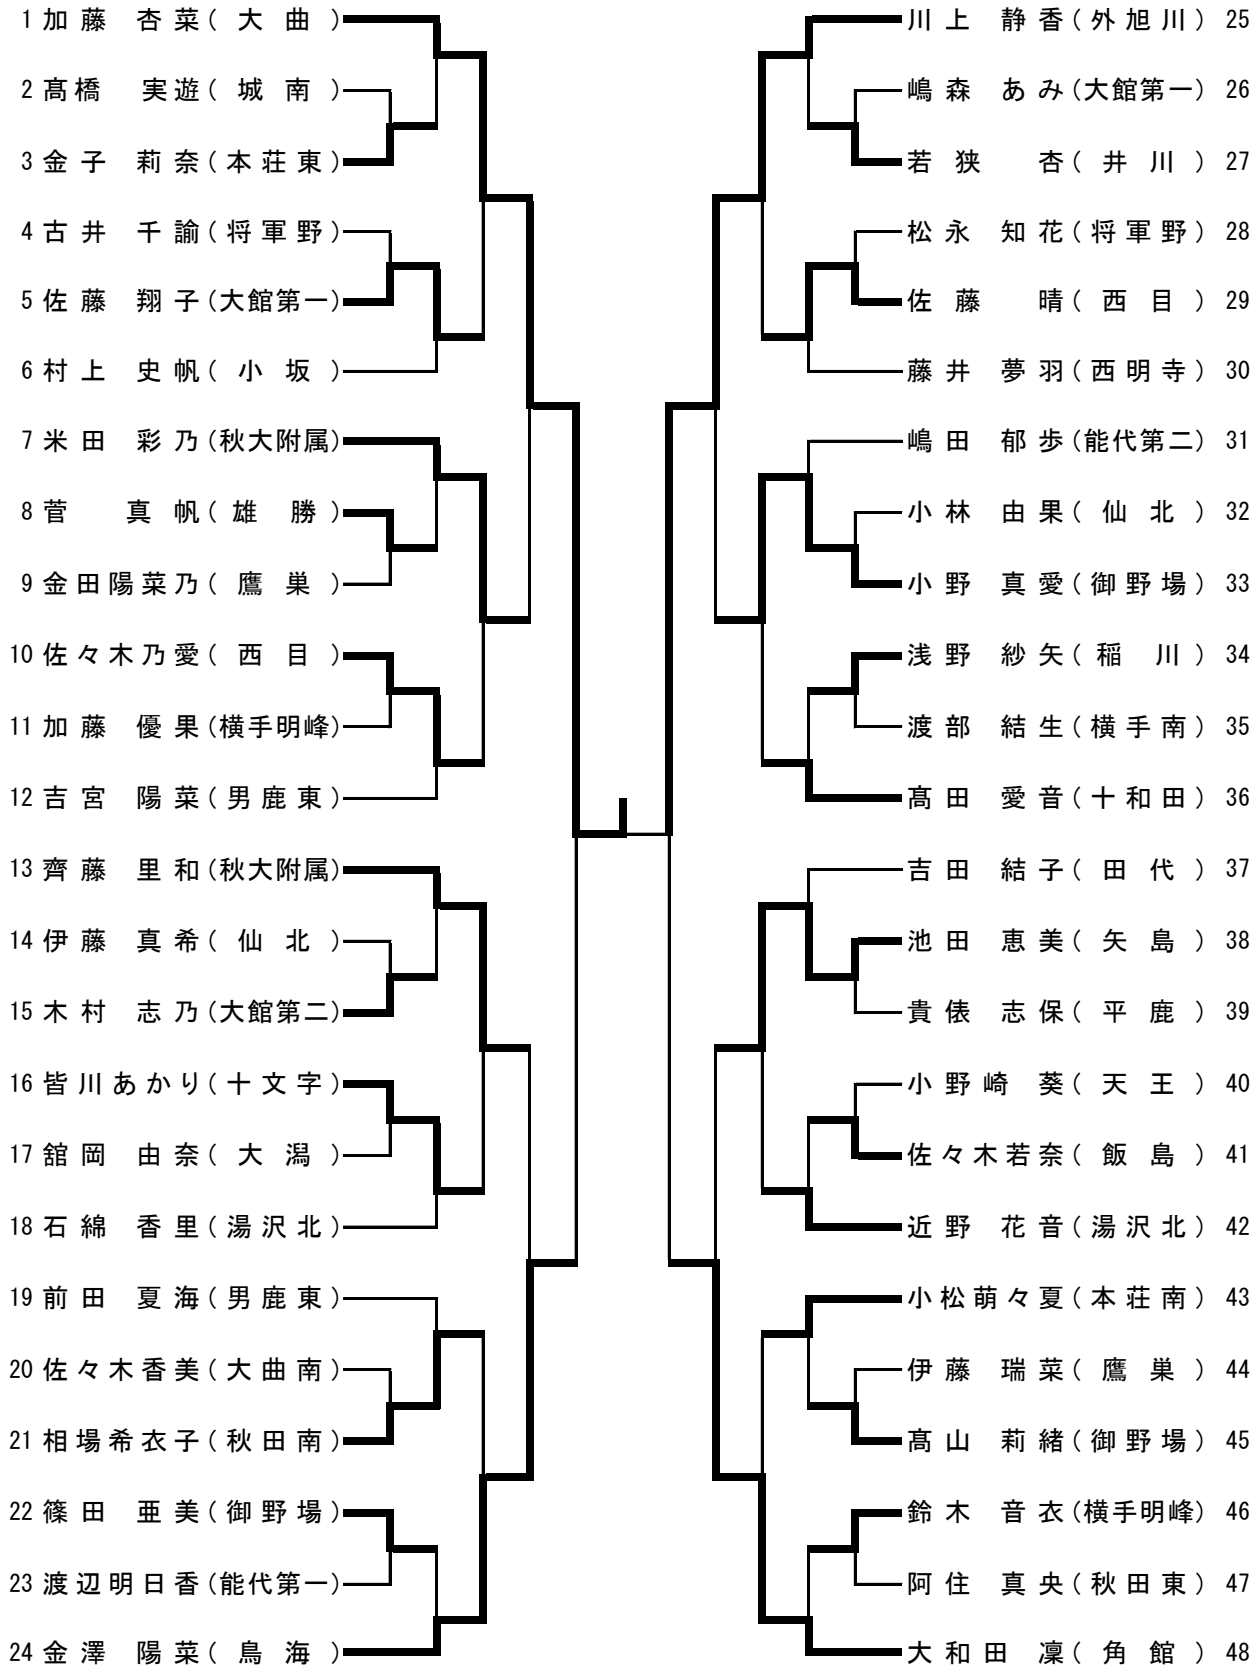 1 加藤 杏菜(大曲)
2 髙橋 実遊(城南)
3 金子 莉奈(本荘東)
4 古井 千諭(将軍野)
5 佐藤 翔子(大館第一)
6 村上 史帆(小坂)
7 米田 彩乃(秋大附属)
8 菅 真帆(雄勝)
9 金田陽菜乃(鷹巣)
10 佐々木乃愛(西目)
11 加藤 優果(横手明峰)
12 吉宮 陽菜(男鹿東)
13 齊藤 里和(秋大附属)
14 伊藤 真希(仙北)
15 木村 志乃(大館第二)
16 皆川あかり(十文字)
17 舘岡 由奈(大潟)
18 石綿 香里(湯沢北)
19 前田 夏海(男鹿東)
20 佐々木香美(大曲南)
21 相場希衣子(秋田南)
22 篠田 亜美(御野場)
23 渡辺明日香(能代第一)
24 金澤 陽菜(鳥海)
川上 静香(外旭川) 25
嶋森 あみ(大館第一) 26
若狭 杏(井川) 27
松永 知花(将軍野) 28
佐藤 晴(西目) 29
藤井 夢羽(西明寺) 30
嶋田 郁歩(能代第二) 31
小林 由果(仙北) 32
小野 真愛(御野場) 33
浅野 紗矢(稲川) 34
渡部 結生(横手南) 35
髙田 愛音(十和田) 36
吉田 結子(田代) 37
池田 恵美(矢島) 38
貴俵 志保(平鹿) 39
小野崎 葵(天王) 40
佐々木若奈(飯島) 41
近野 花音(湯沢北) 42
小松萌々夏(本荘南) 43
伊藤 瑞菜(鷹巣) 44
髙山 莉緒(御野場) 45
鈴木 音衣(横手明峰) 46
阿住 真央(秋田東) 47
大和田 凜(角館) 48